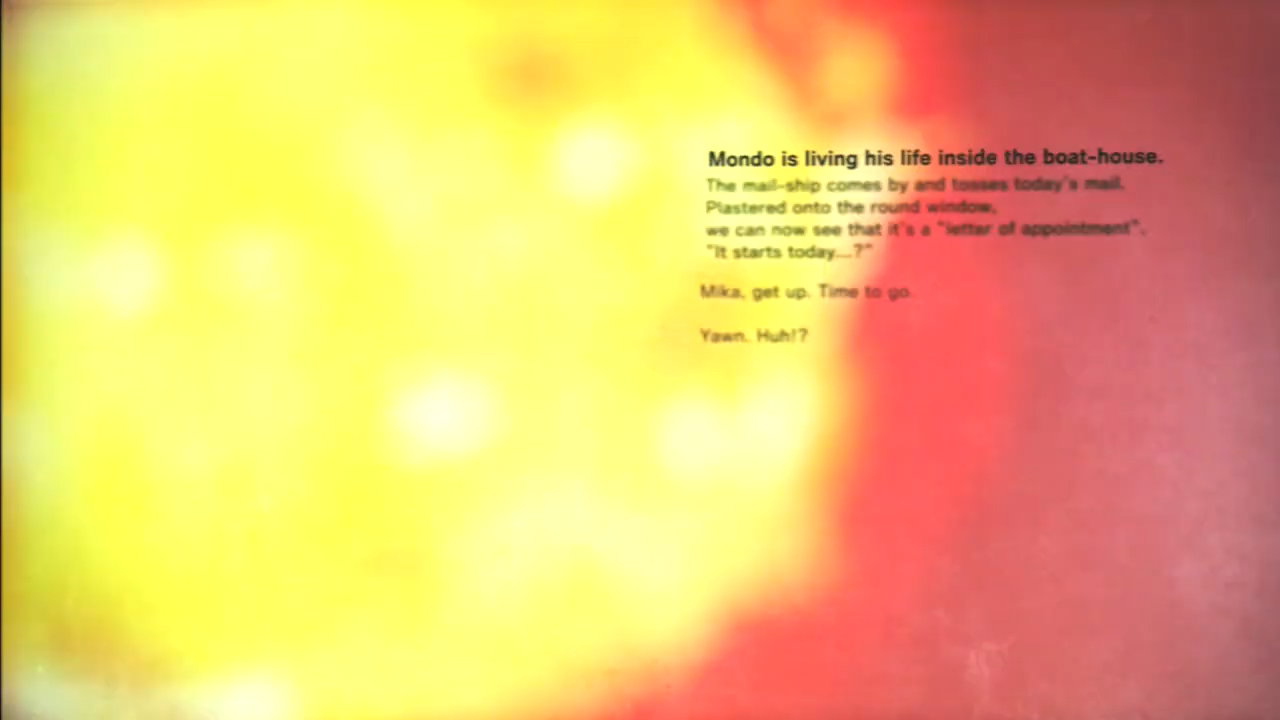 Mondo is living his life inside the boat-house.
The mail-ship comes by and tosses today's mail.
Plastered onto the round window,
we can now see that it's a "letter of appointment".
"It starts today....?"
Mika, get up. Time to go.
Yawn. Huh!?